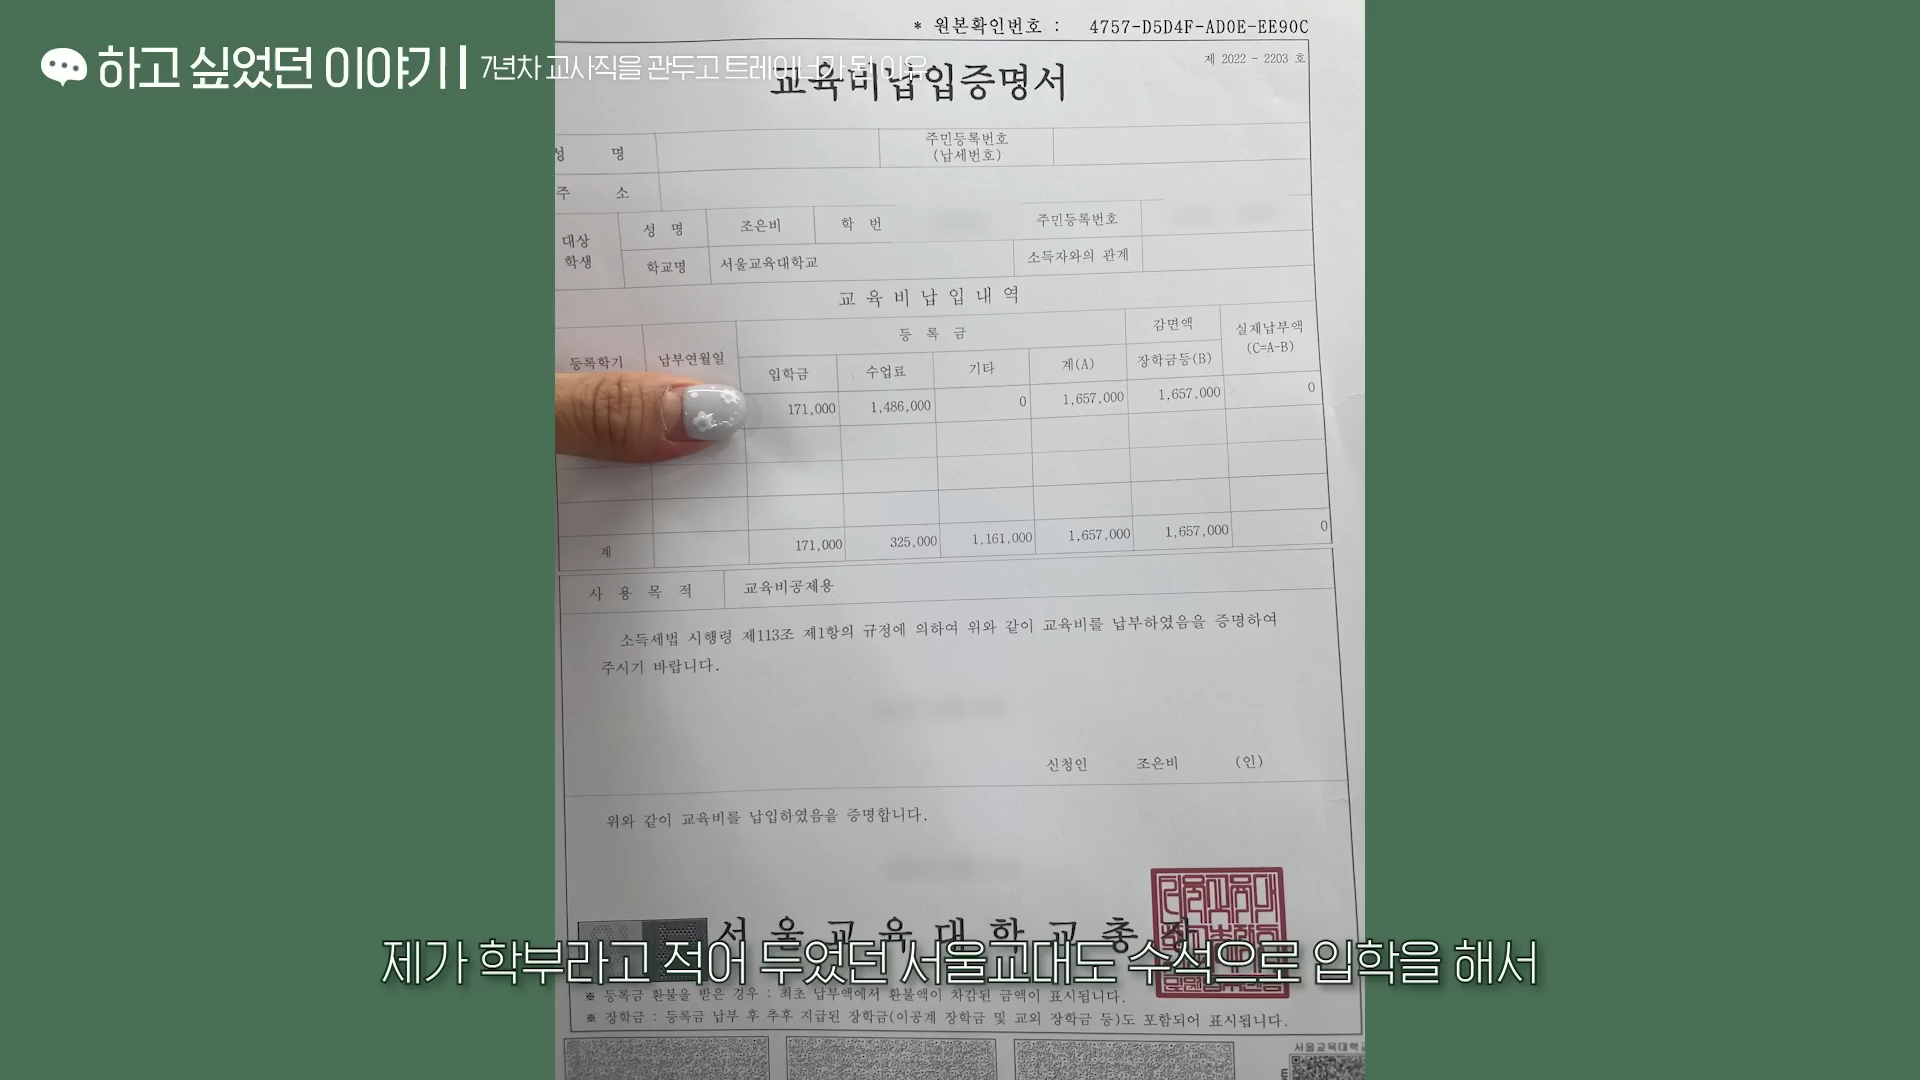 * 원본확인번호 : 4757-D5D4F-AD0E-EE90C
하고 싶었던 이야기 | 7년차 교사직을 관두고 트레이너가 된 이유
제 2022 - 2203 호
교육비납입증명서
성 명 주민등록번호
(납세번호)
주 소
대상
학생
성 명 조은비 학 번 주민등록번호
학교명 서울교육대학교 소득자와의 관계
교 육 비 납 입 내 역
등록학기 납부연월일 등 록 금 감면액 실제납부액
(C=A-B)
입학금 수업료 기타 계(A) 장학금등(B)
171,000 1,486,000 0 1,657,000 1,657,000 0
계 171,000 325,000 1,161,000 1,657,000 1,657,000 0
사 용 목 적 교육비공제용
소득세법 시행령 제113조 제1항의 규정에 의하여 위와 같이 교육비를 납부하였음을 증명하여
주시기 바랍니다.
신청인 조은비 (인)
위와 같이 교육비를 납입하였음을 증명합니다.
서 울 교 육 대 학 교 총 장
제가 학부라고 적어 두었던 서울교대도 수석으로 입학을 해서
※ 등록금 환불을 받은 경우 : 최초 납부액에서 환불액이 차감된 금액이 표시됩니다.
※ 장학금 : 등록금 납부 후 추후 지급된 장학금(이공계 장학금 및 교외 장학금 등)도 포함되어 표시됩니다.
서울교육대학교